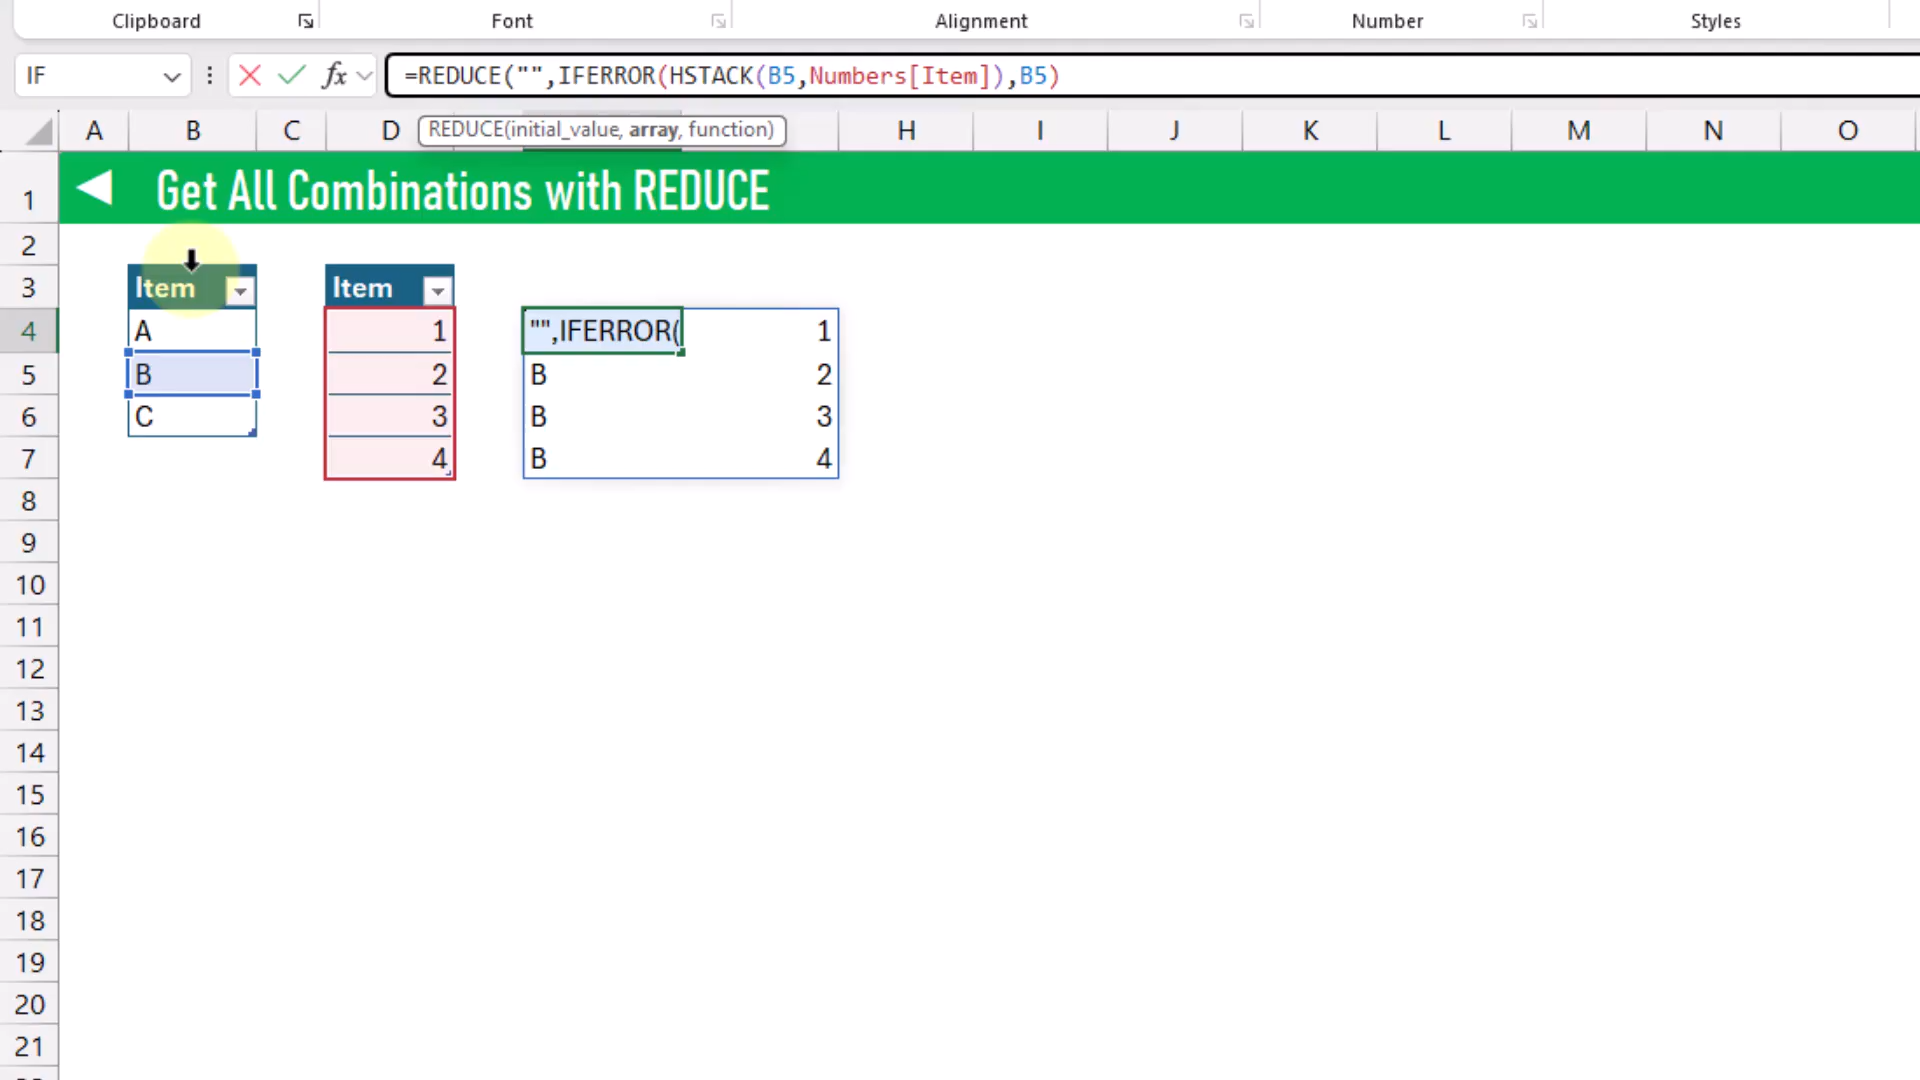 Clipboard Font Alignment Number Styles
IF fx =REDUCE("",IFERROR(HSTACK(B5,Numbers[Item]),B5)
A B C D H I J K L M N O
REDUCE(initial_value, array, function)
1 Get All Combinations with REDUCE
2
3 Item Item
4 A 1 "",IFERROR( 1
5 B 2 B 2
6 C 3 B 3
7 4 B 4
8
9
10
11
12
13
14
15
16
17
18
19
20
21